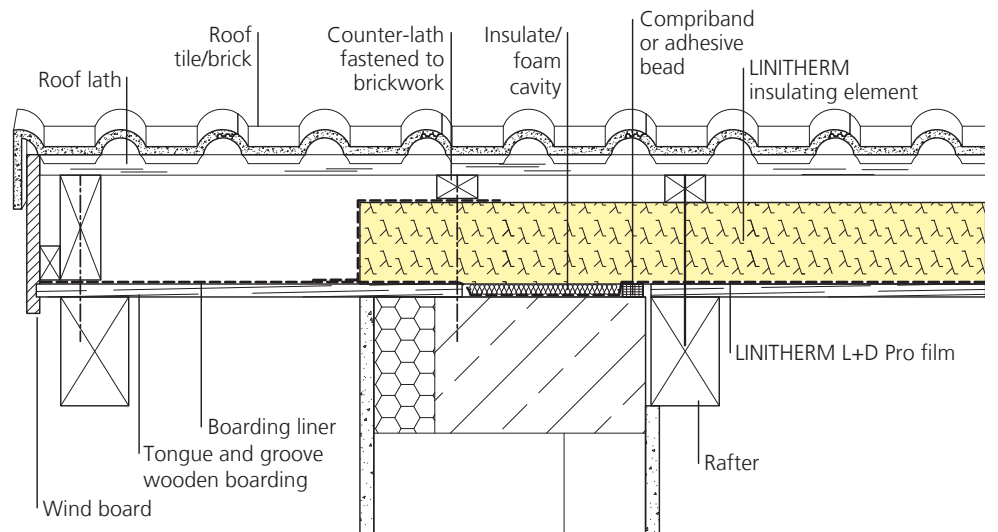 Roof
tile/brick
Counter-lath
fastened to
brickwork
Insulate/
foam
cavity
Compriband
or adhesive
bead
LINITHERM
insulating element
Roof lath
LINITHERM L+D Pro film
Boarding liner
Tongue and groove
wooden boarding
Rafter
Wind board